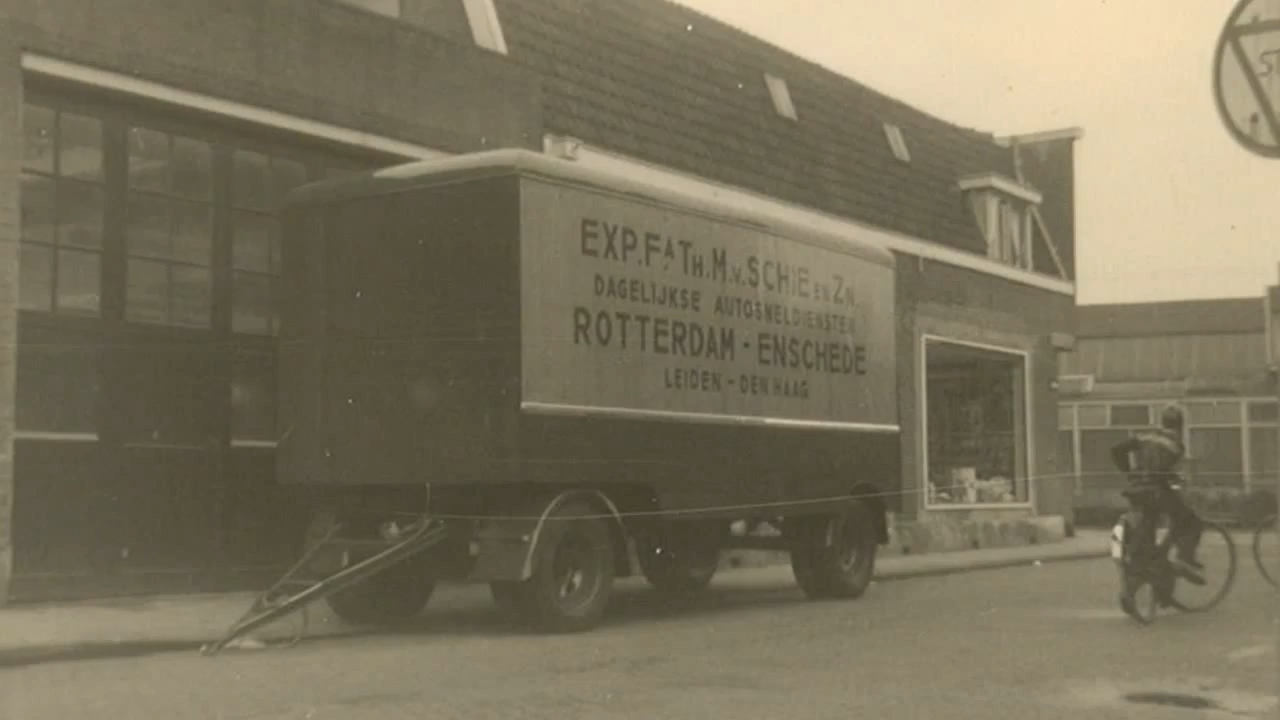 EXP. FA TH. M. v. SCHIE EN ZN.
DAGELIJKSE AUTOSNELDIENSTEN
ROTTERDAM - ENSCHEDE
LEIDEN - DEN HAAG